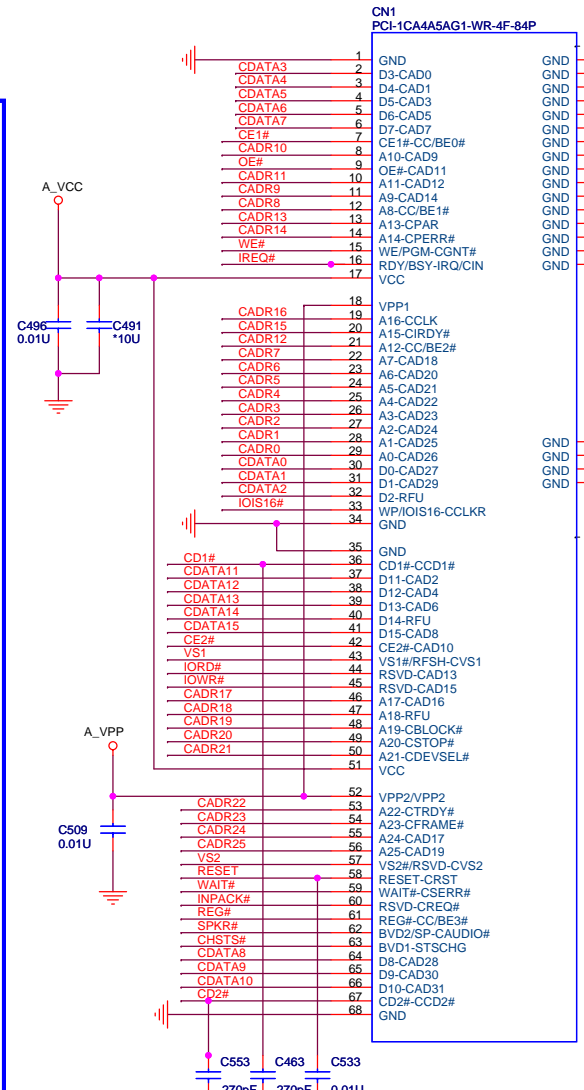 CN1
PCI-1CA4A5AG1-WR-4F-84P
1 GND GND
CDATA3 2 D3-CAD0 GND
CDATA4 3 D4-CAD1 GND
CDATA5 4 D5-CAD3 GND
CDATA6 5 D6-CAD5 GND
CDATA7 6 D7-CAD7 GND
CE1# 7 CE1#-CC/BE0# GND
CADR10 8 A10-CAD9 GND
OE# 9 OE#-CAD11 GND
CADR11 10 A11-CAD12 GND
CADR9 11 A9-CAD14 GND
CADR8 12 A8-CC/BE1# GND
CADR13 13 A13-CPAR GND
CADR14 14 A14-CPERR# GND
WE# 15 WE/PGM-CGNT# GND
IREQ# 16 RDY/BSY-IRQ/CIN GND
17 VCC
A_VCC
C496
0.01U
C491
*10U
18 VPP1
CADR16 19 A16-CCLK
CADR15 20 A15-CIRDY#
CADR12 21 A12-CC/BE2#
CADR7 22 A7-CAD18
CADR6 23 A6-CAD20
CADR5 24 A5-CAD21
CADR4 25 A4-CAD22
CADR3 26 A3-CAD23
CADR2 27 A2-CAD24
CADR1 28 A1-CAD25 GND
CADR0 29 A0-CAD26 GND
CDATA0 30 D0-CAD27 GND
CDATA1 31 D1-CAD29 GND
CDATA2 32 D2-RFU
IOIS16# 33 WP/IOIS16-CCLKR
34 GND
35 GND
CD1# 36 CD1#-CCD1#
CDATA11 37 D11-CAD2
CDATA12 38 D12-CAD4
CDATA13 39 D13-CAD6
CDATA14 40 D14-RFU
CDATA15 41 D15-CAD8
CE2# 42 CE2#-CAD10
VS1 43 VS1#/RFSH-CVS1
IORD# 44 RSVD-CAD13
IOWR# 45 RSVD-CAD15
CADR17 46 A17-CAD16
CADR18 47 A18-RFU
CADR19 48 A19-CBLOCK#
CADR20 49 A20-CSTOP#
CADR21 50 A21-CDEVSEL#
51 VCC
A_VPP
C509
0.01U
52 VPP2/VPP2
CADR22 53 A22-CTRDY#
CADR23 54 A23-CFRAME#
CADR24 55 A24-CAD17
CADR25 56 A25-CAD19
VS2 57 VS2#/RSVD-CVS2
RESET 58 RESET-CRST
WAIT# 59 WAIT#-CSERR#
INPACK# 60 RSVD-CREQ#
REG# 61 REG#-CC/BE3#
SPKR# 62 BVD2/SP-CAUDIO#
CHSTS# 63 BVD1-STSCHG
CDATA8 64 D8-CAD28
CDATA9 65 D9-CAD30
CDATA10 66 D10-CAD31
CD2# 67 CD2#-CCD2#
68 GND
C553 C463 C533
270pF 270pF 0.01U